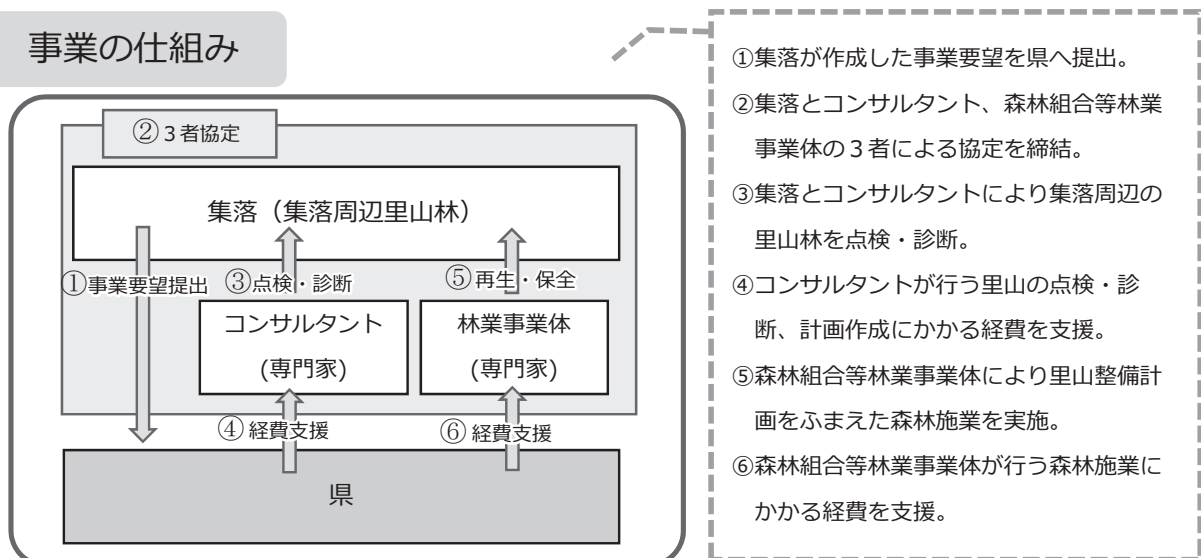 事業の仕組み
②3者協定
集落(集落周辺里山林)
①事業要望提出
③点検・診断
⑤再生・保全
コンサルタント
(専門家)
林業事業体
(専門家)
④経費支援
⑥経費支援
県
①集落が作成した事業要望を県へ提出。
②集落とコンサルタント、森林組合等林業
事業体の3者による協定を締結。
③集落とコンサルタントにより集落周辺の
里山林を点検・診断。
④コンサルタントが行う里山の点検・診
断、計画作成にかかる経費を支援。
⑤森林組合等林業事業体により里山整備計
画をふまえた森林施業を実施。
⑥森林組合等林業事業体が行う森林施業に
かかる経費を支援。